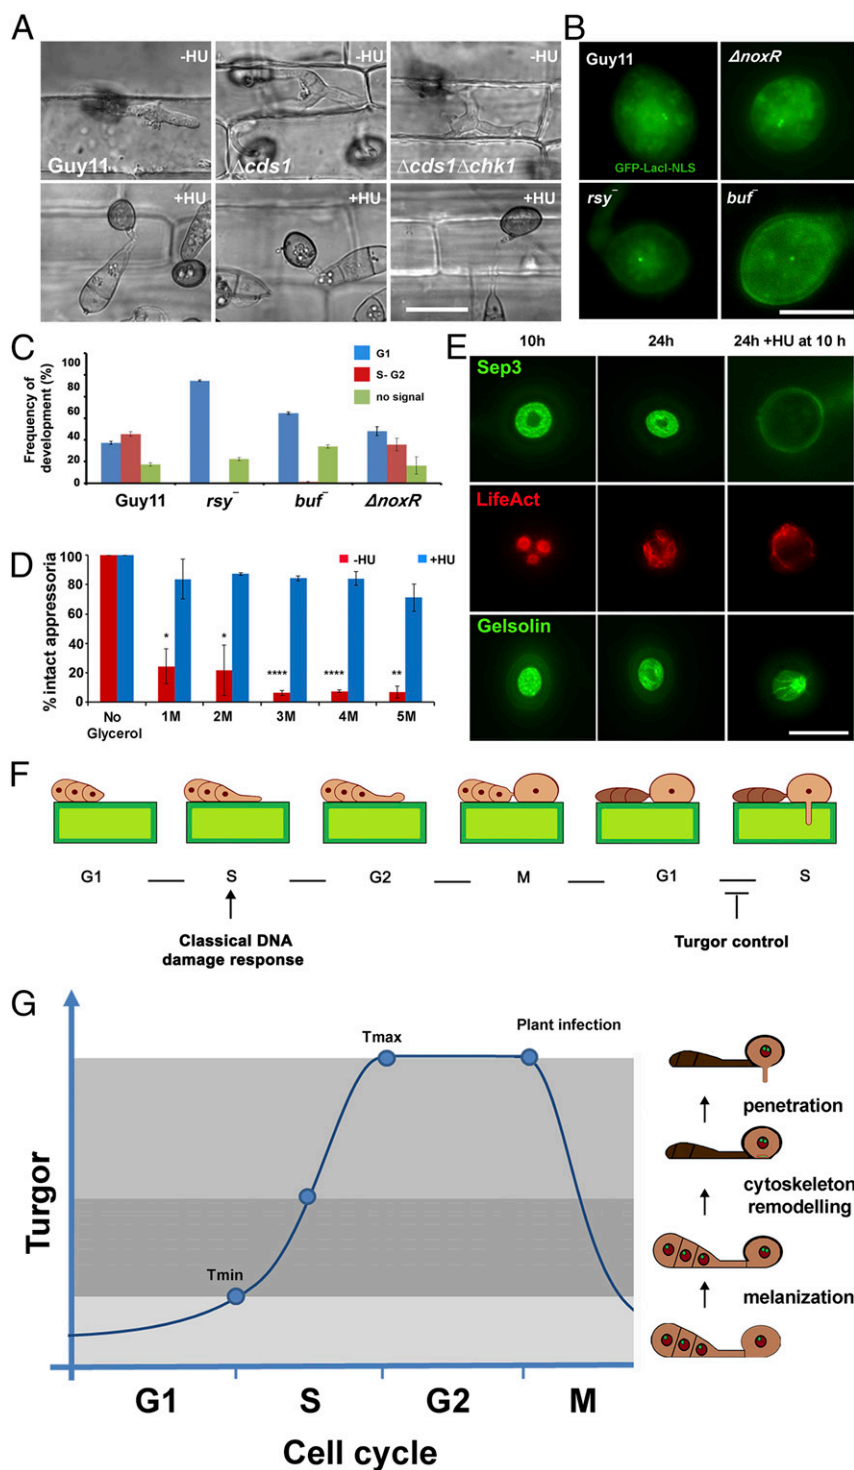 A
-HU
-HU
-HU
Guy11
Δcds1
Δcds1Δchk1
+HU
+HU
+HU
B
Guy11
ΔnoxR
GFP-LacI-NLS
rsy⁻
buf⁻
C
Frequency of
development (%)
100
80
60
40
20
0
G1
S- G2
no signal
Guy11
rsy⁻
buf⁻
ΔnoxR
D
% intact appressoria
100
80
60
40
20
0
-HU
+HU
*
*
****
****
**
No
Glycerol
1M
2M
3M
4M
5M
E
10h
24h
24h +HU at 10 h
Sep3
LifeAct
Gelsolin
F
G1
S
G2
M
G1
S
Classical DNA
damage response
Turgor control
G
Turgor
Tmin
Tmax
Plant infection
G1
S
G2
M
Cell cycle
penetration
cytoskeleton
remodelling
melanization